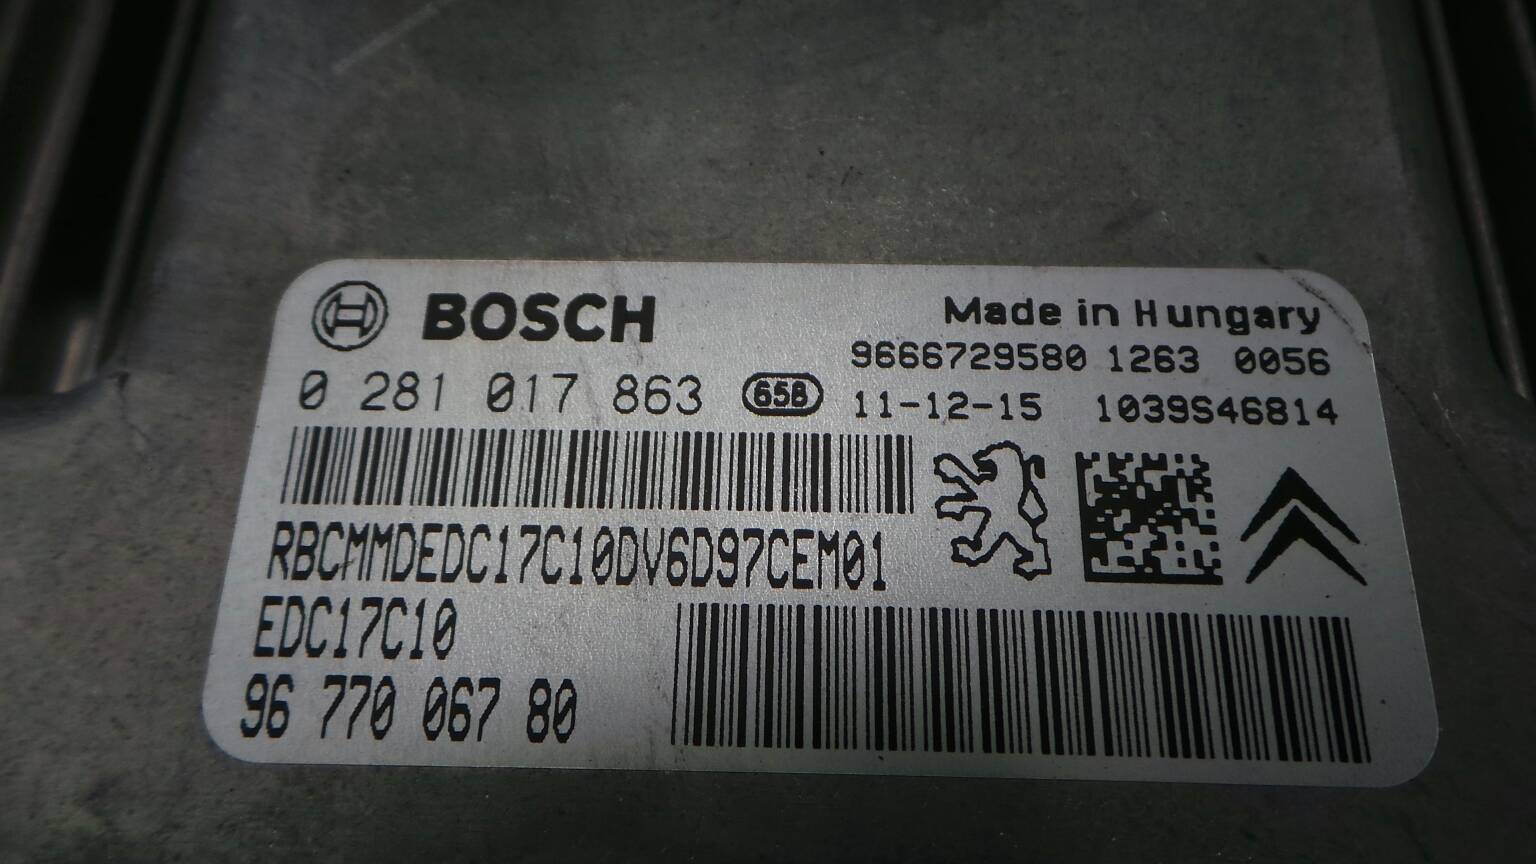 BOSCH
Made in Hungary
9666729580 1263 0056
0 281 017 863 65B
11-12-15 1039S46814
RBCMMDEDC17C10DV6D97CEM01
EDC17C10
96 770 067 80